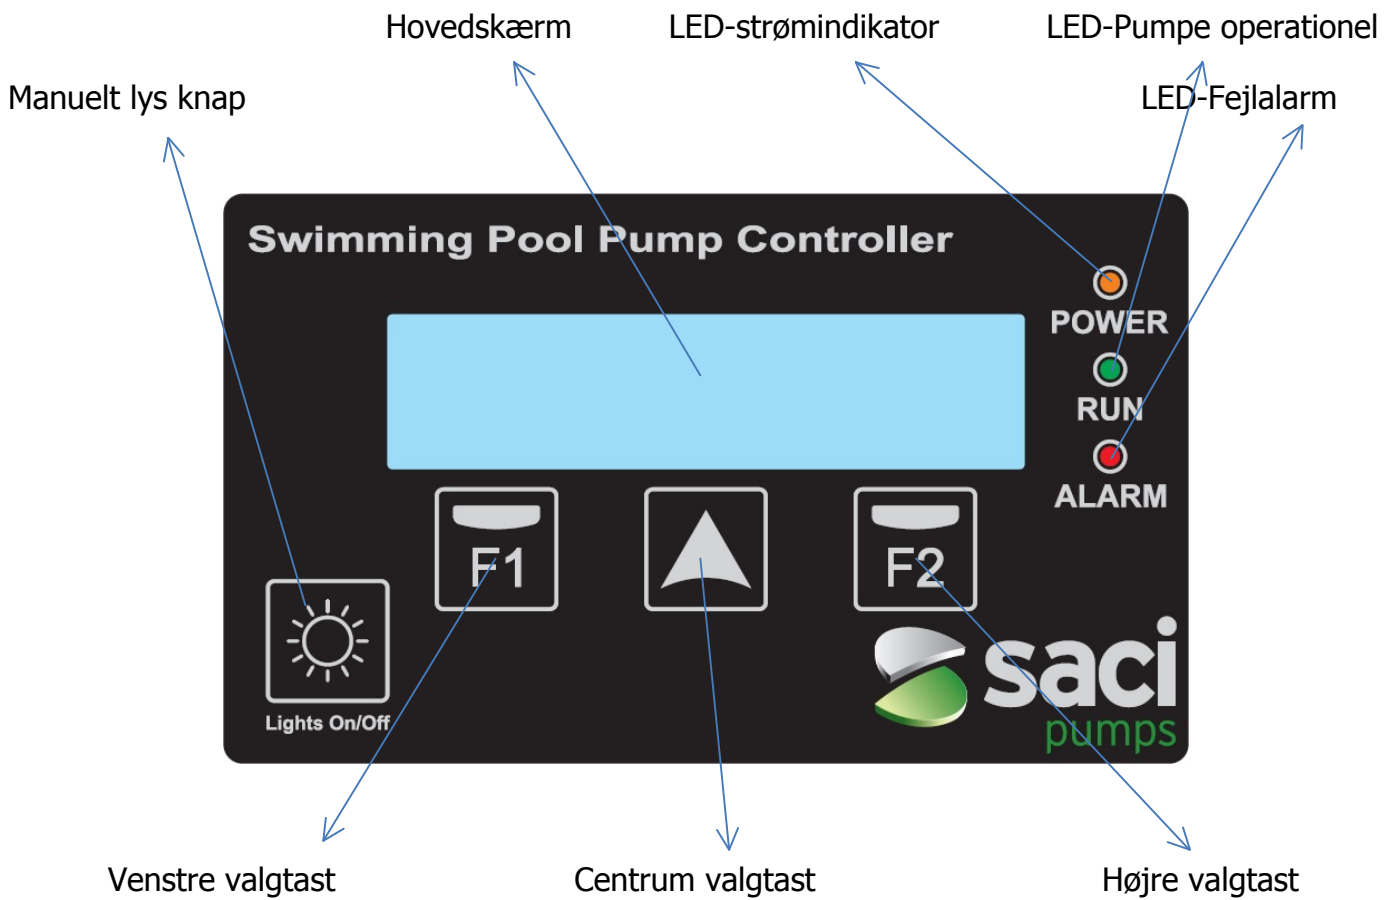 Hovedskærm
LED-strømindikator
LED-Pumpe operationel
Manuelt lys knap
LED-Fejlalarm
Swimming Pool Pump Controller
POWER
RUN
ALARM
F1
F2
Lights On/Off
saci
pumps
Venstre valgtast
Centrum valgtast
Højre valgtast